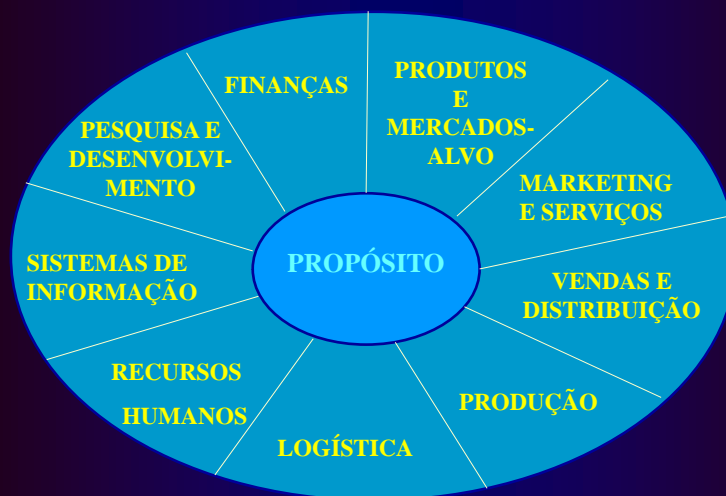 FINANÇAS
PRODUTOS
E
MERCADOS-
ALVO
PESQUISA E
DESENVOLVI-
MENTO
MARKETING
E SERVIÇOS
PROPÓSITO
SISTEMAS DE
INFORMAÇÃO
VENDAS E
DISTRIBUIÇÃO
RECURSOS
HUMANOS
PRODUÇÃO
LOGÍSTICA